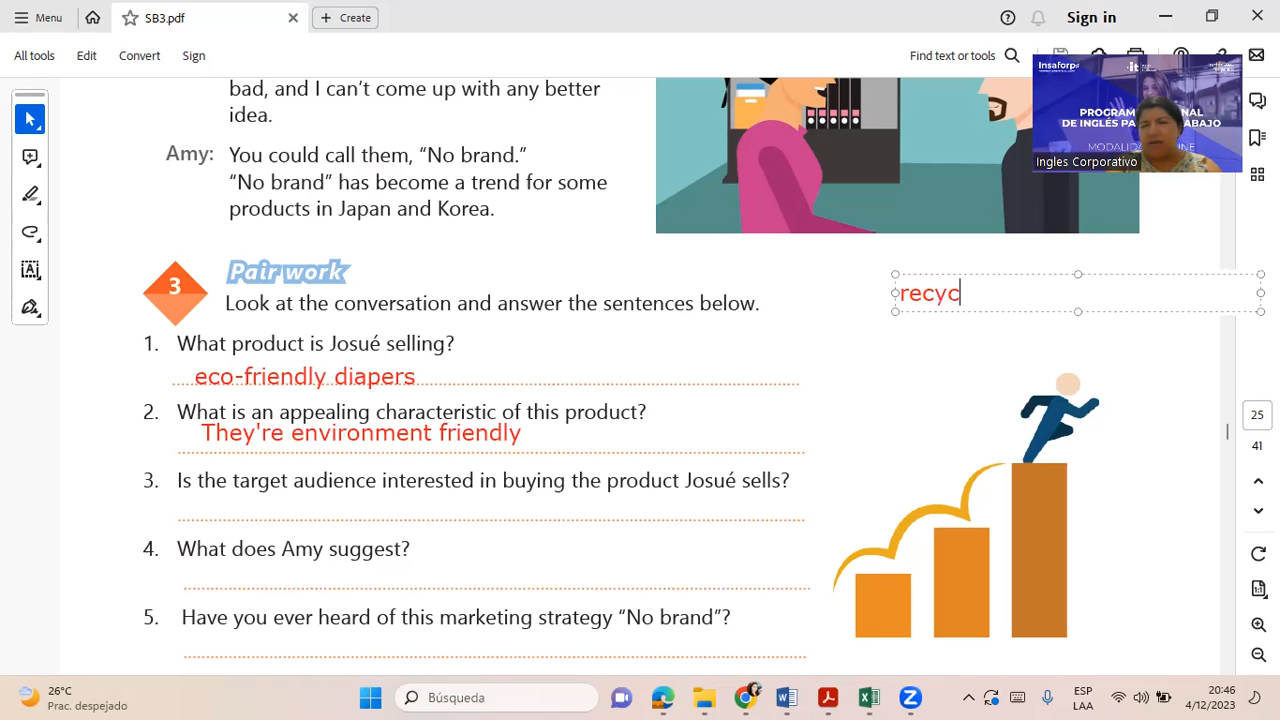 Menu
SB3.pdf
Create
Sign in
All tools
Edit
Convert
Sign
Find text or tools
bad, and I can't come up with any better
idea.
Amy: You could call them, "No brand."
"No brand" has become a trend for some
products in Japan and Korea.
Insaforp
it
Ingles Corporativo
3
Pair work
Look at the conversation and answer the sentences below.
recyc
1. What product is Josué selling?
eco-friendly diapers
2. What is an appealing characteristic of this product?
They're environment friendly
3. Is the target audience interested in buying the product Josué sells?
4. What does Amy suggest?
5. Have you ever heard of this marketing strategy "No brand"?
25
41
26°C
Prac. despejado
Búsqueda
ESP
LAA
20:46
4/12/2023